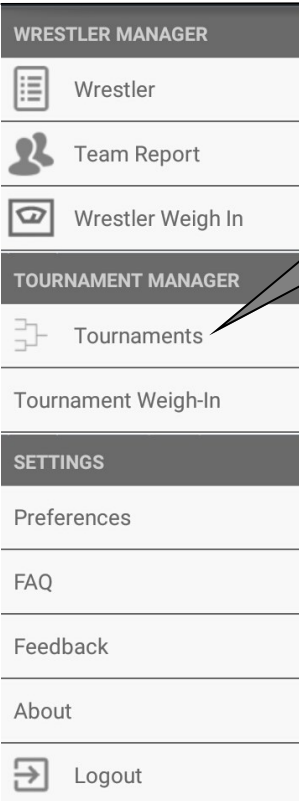 WRESTLER MANAGER
Wrestler
Team Report
Wrestler Weigh In
TOURNAMENT MANAGER
Tournaments
Tournament Weigh-In
SETTINGS
Preferences
FAQ
Feedback
About
Logout